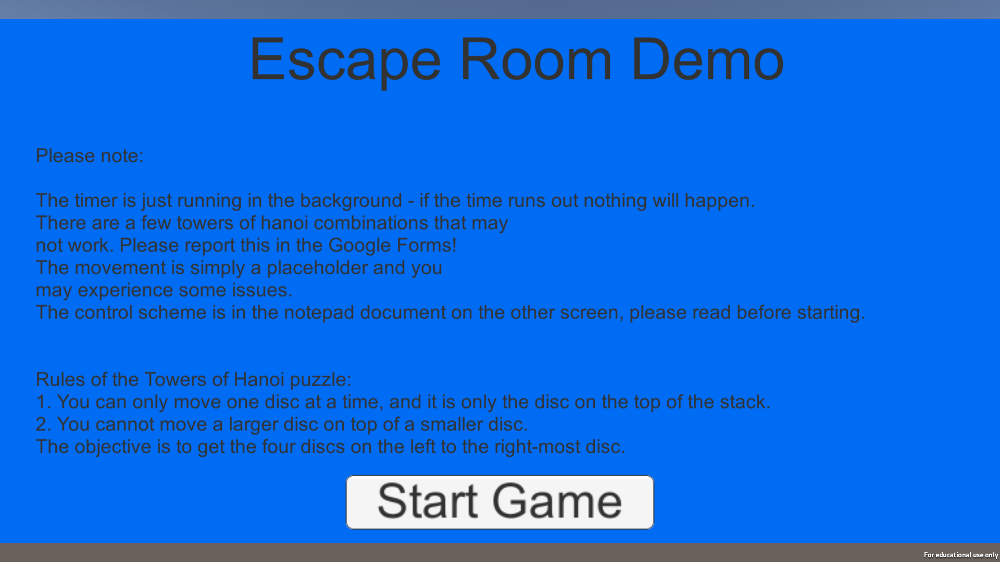 Escape Room Demo
Please note:
The timer is just running in the background - if the time runs out nothing will happen.
There are a few towers of hanoi combinations that may
not work. Please report this in the Google Forms!
The movement is simply a placeholder and you
may experience some issues.
The control scheme is in the notepad document on the other screen, please read before starting.
Rules of the Towers of Hanoi puzzle:
1. You can only move one disc at a time, and it is only the disc on the top of the stack.
2. You cannot move a larger disc on top of a smaller disc.
The objective is to get the four discs on the left to the right-most disc.
Start Game
For educational use only